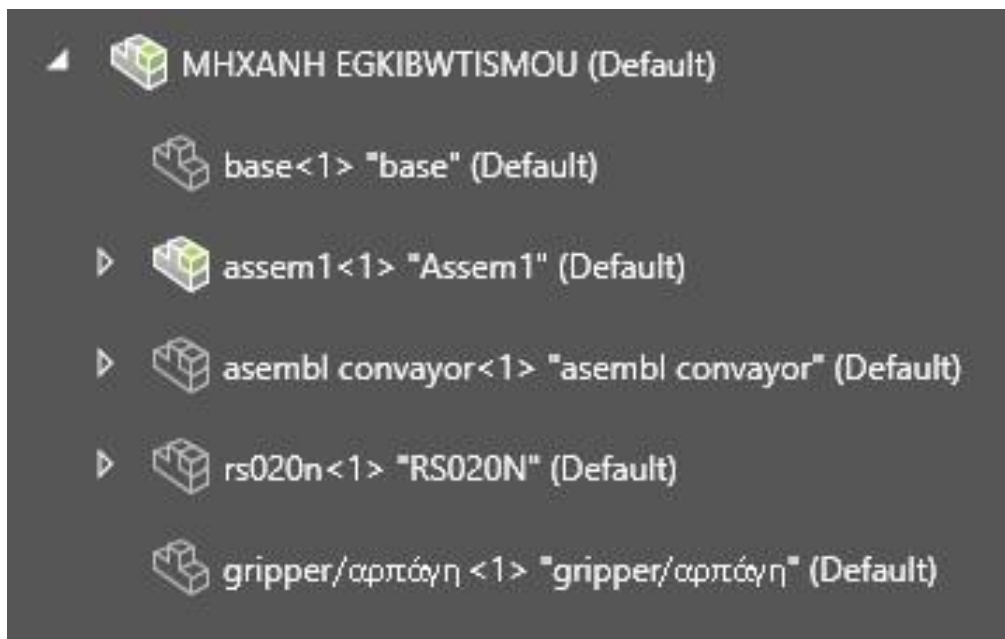 MHXANH EGKIBWTISMOU (Default)
base<1> "base" (Default)
assem1<1> "Assem1" (Default)
asembl convayor<1> "asembl convayor" (Default)
rs020n<1> "RS020N" (Default)
gripper/αρπάγη <1> "gripper/αρπάγη" (Default)